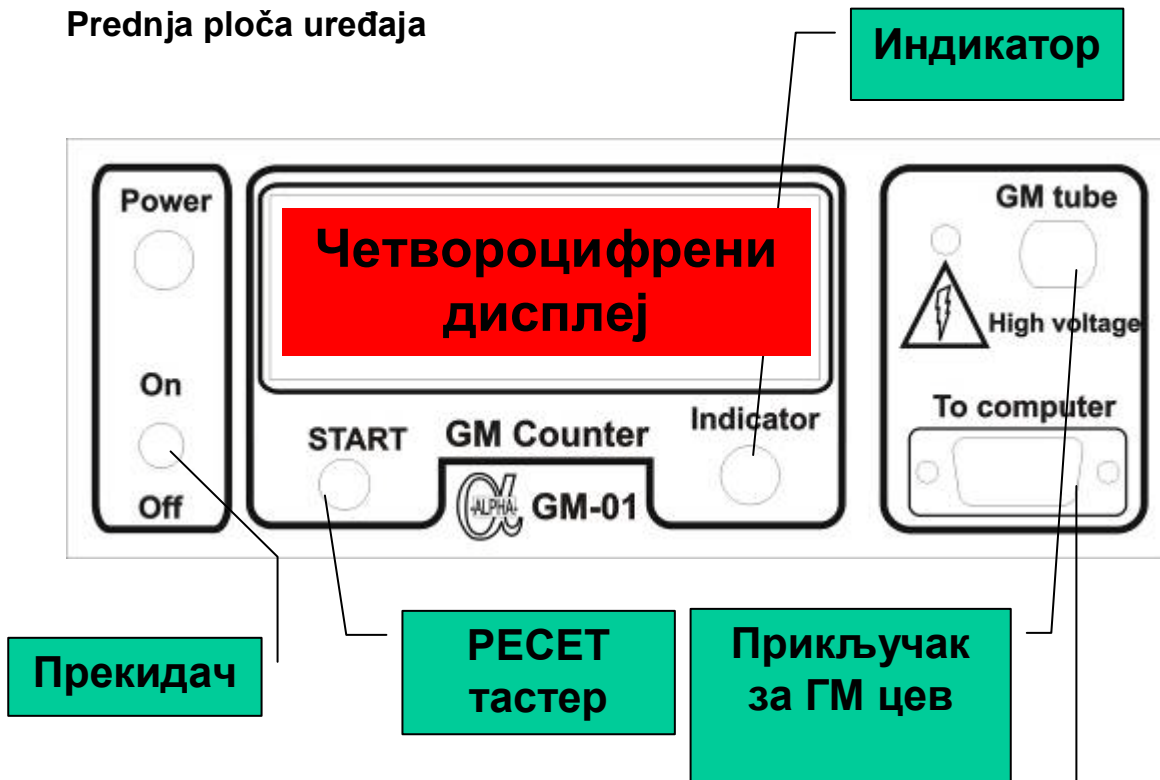 Prednja ploča uređaja
Индикатор
Power
On
Off
Четвороцифрени
дисплеј
START
GM Counter
Indicator
ALPHA
GM-01
GM tube
High voltage
To computer
Прекидач
РЕСЕТ
тастер
Прикључак
за ГМ цев